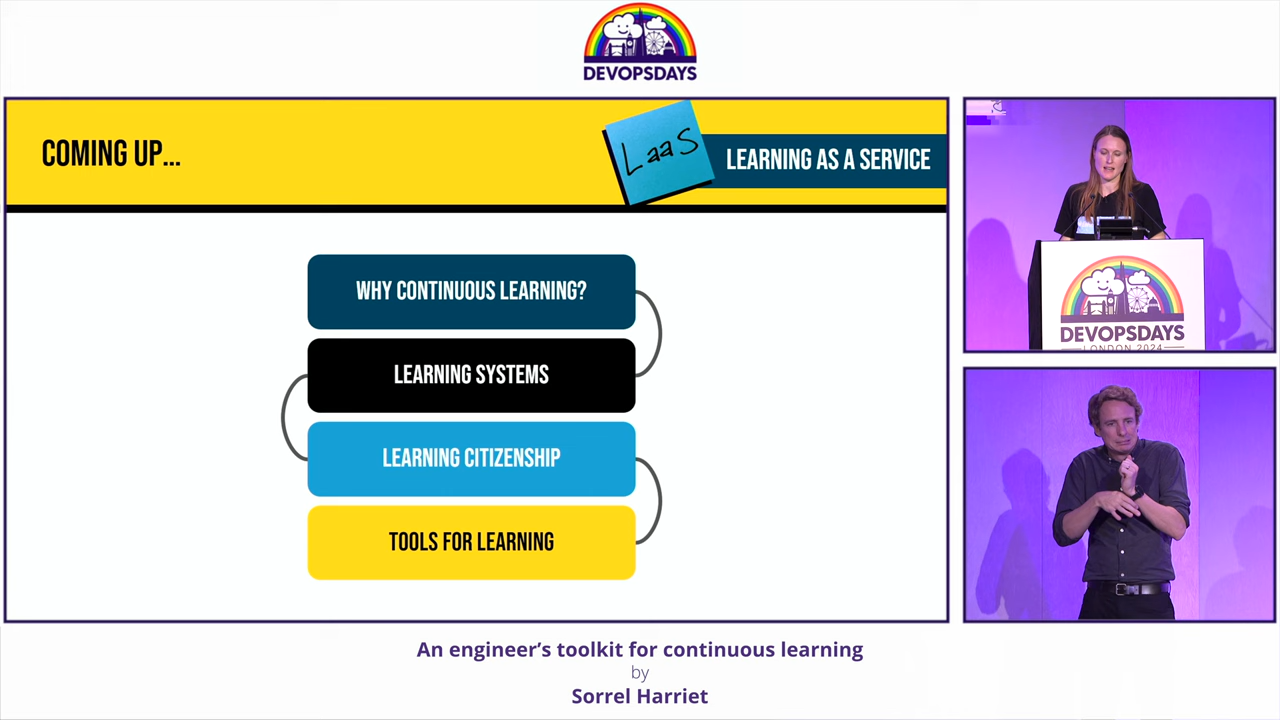 DEVOPSDAYS
COMING UP...
LaaS
LEARNING AS A SERVICE
WHY CONTINUOUS LEARNING?
LEARNING SYSTEMS
LEARNING CITIZENSHIP
TOOLS FOR LEARNING
DEVOPSDAYS
LONDON 2024
An engineer’s toolkit for continuous learning
by
Sorrel Harriet